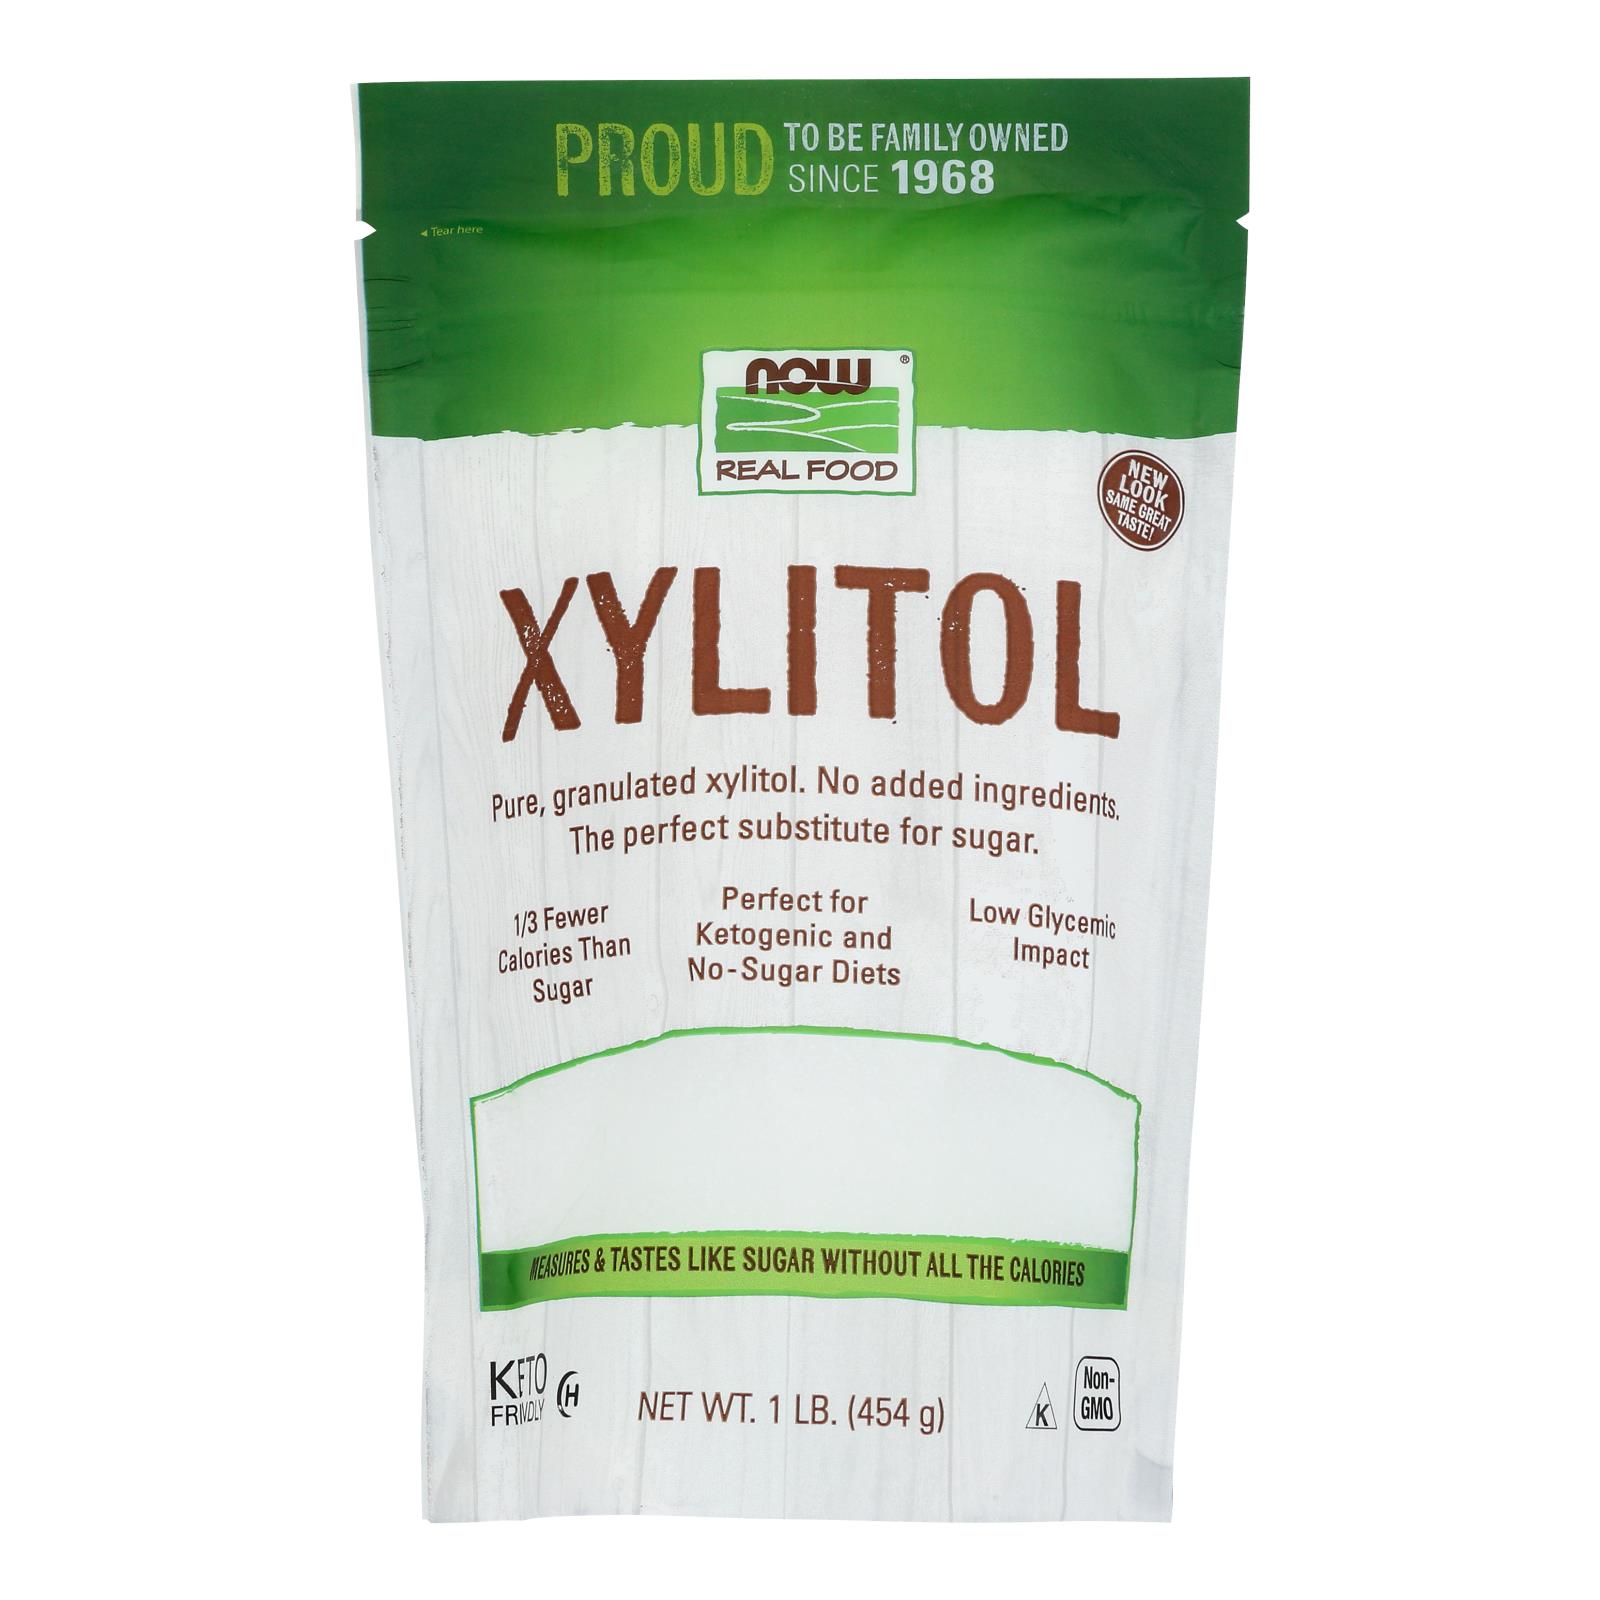 PROUD TO BE FAMILY OWNED
SINCE 1968
◄ Tear here
NOW®
REAL FOOD
NEW
LOOK
SAME GREAT
TASTE!
XYLITOL
Pure, granulated xylitol. No added ingredients.
The perfect substitute for sugar.
1/3 Fewer
Calories Than
Sugar
Perfect for
Ketogenic and
No-Sugar Diets
Low Glycemic
Impact
MEASURES & TASTES LIKE SUGAR WITHOUT ALL THE CALORIES
KETO
FRIENDLY
H
NET WT. 1 LB. (454 g)
K
Non-
GMO